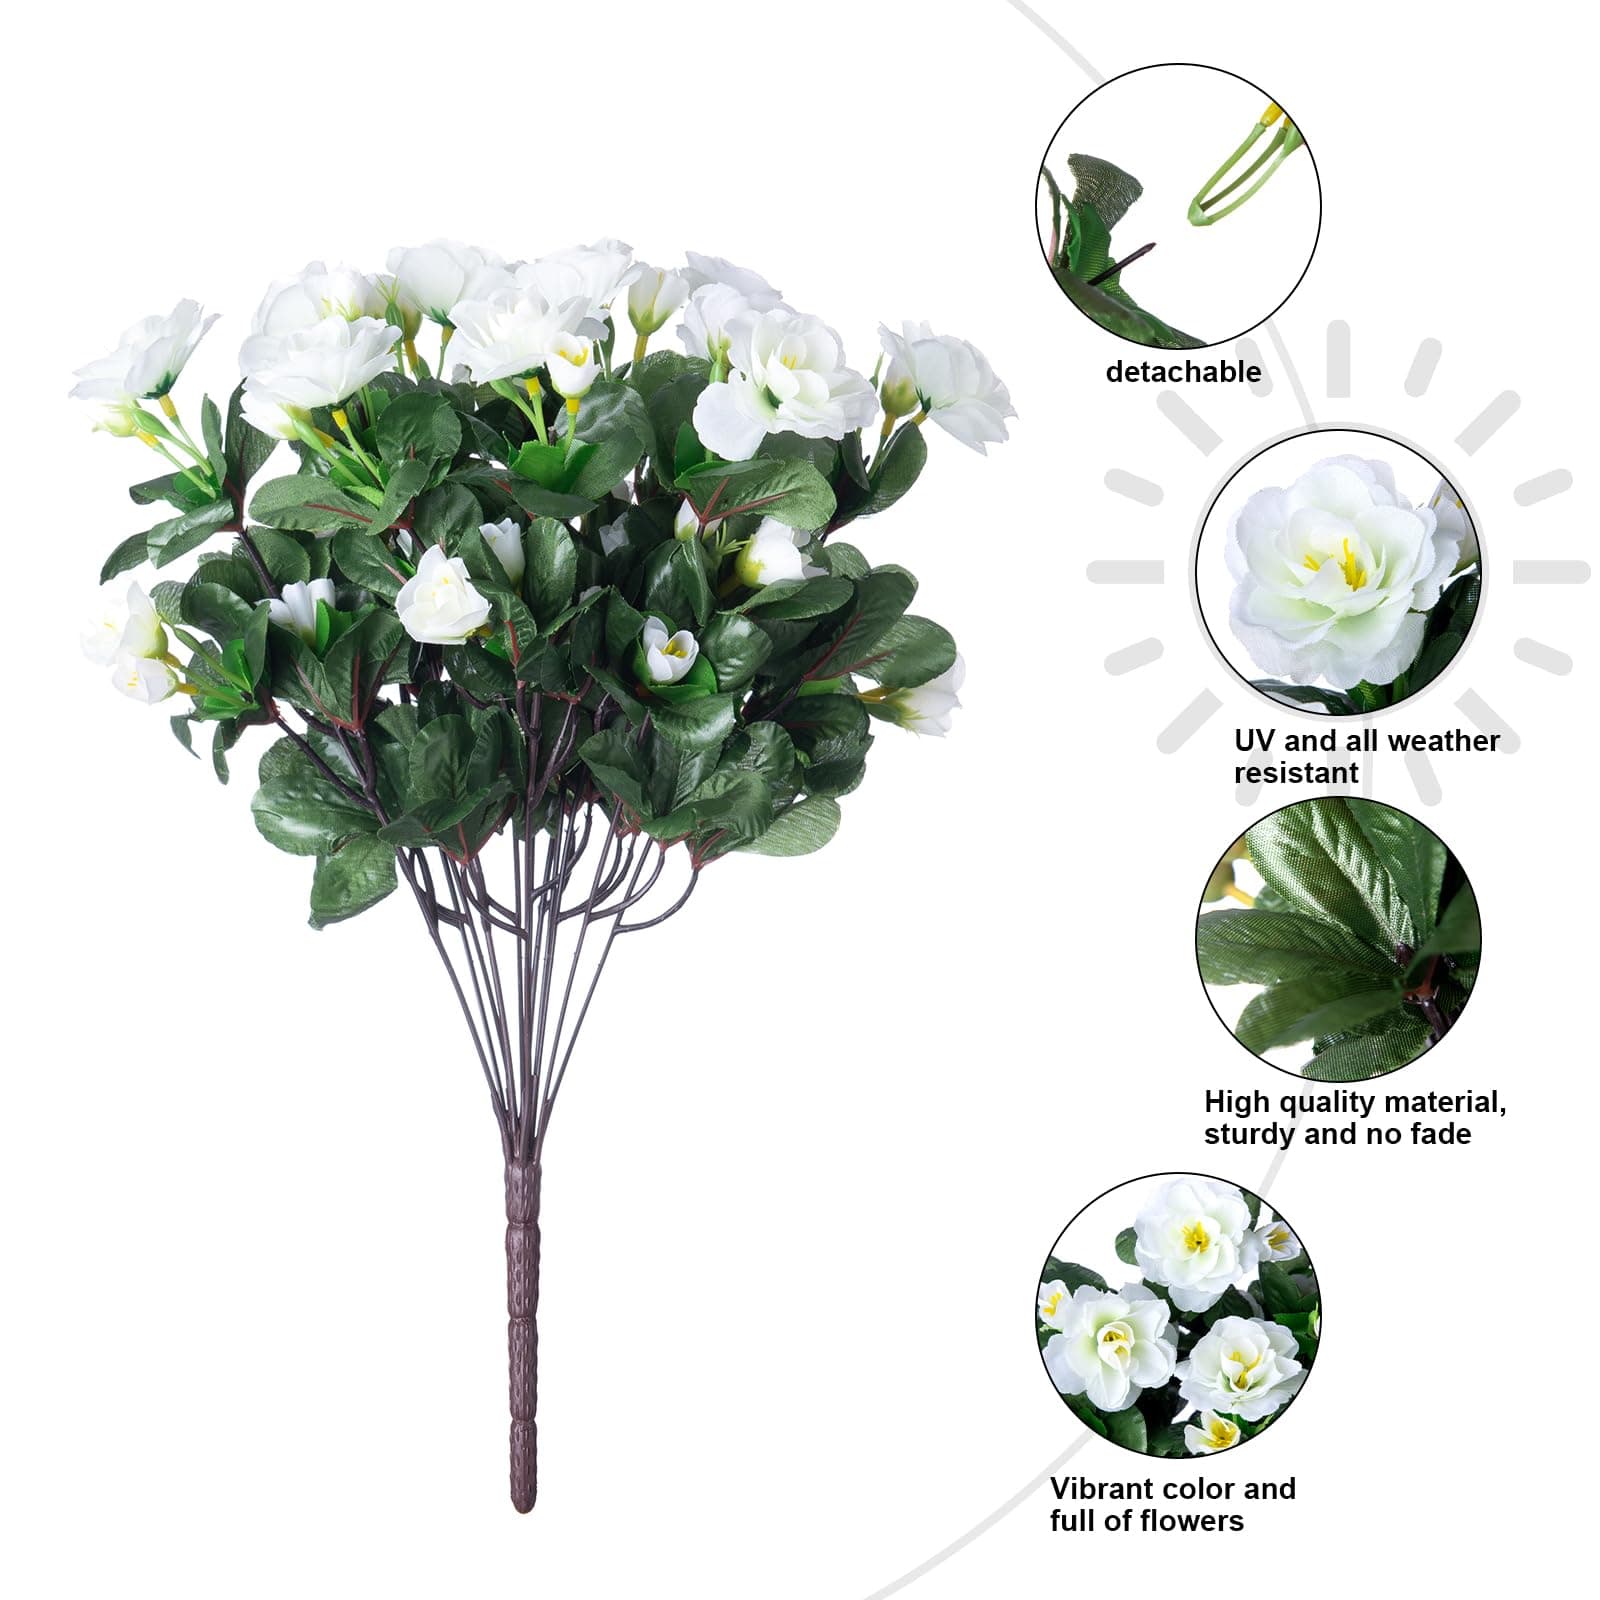 detachable
UV and all weather
resistant
High quality material,
sturdy and no fade
Vibrant color and
full of flowers